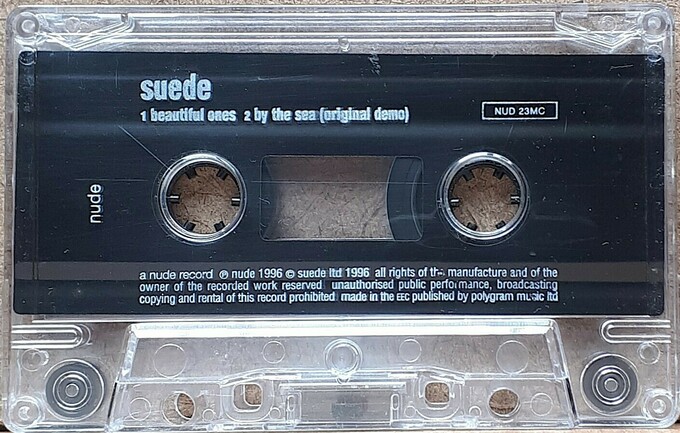 suede
1 beautiful ones 2 by the sea (original demo)
NUD 23MC
nude
a nude record ℗ nude 1996 © suede ltd 1996 all rights of the manufacture and of the
owner of the recorded work reserved unauthorised public performance, broadcasting
copying and rental of this record prohibited made in the EEC published by polygram music ltd